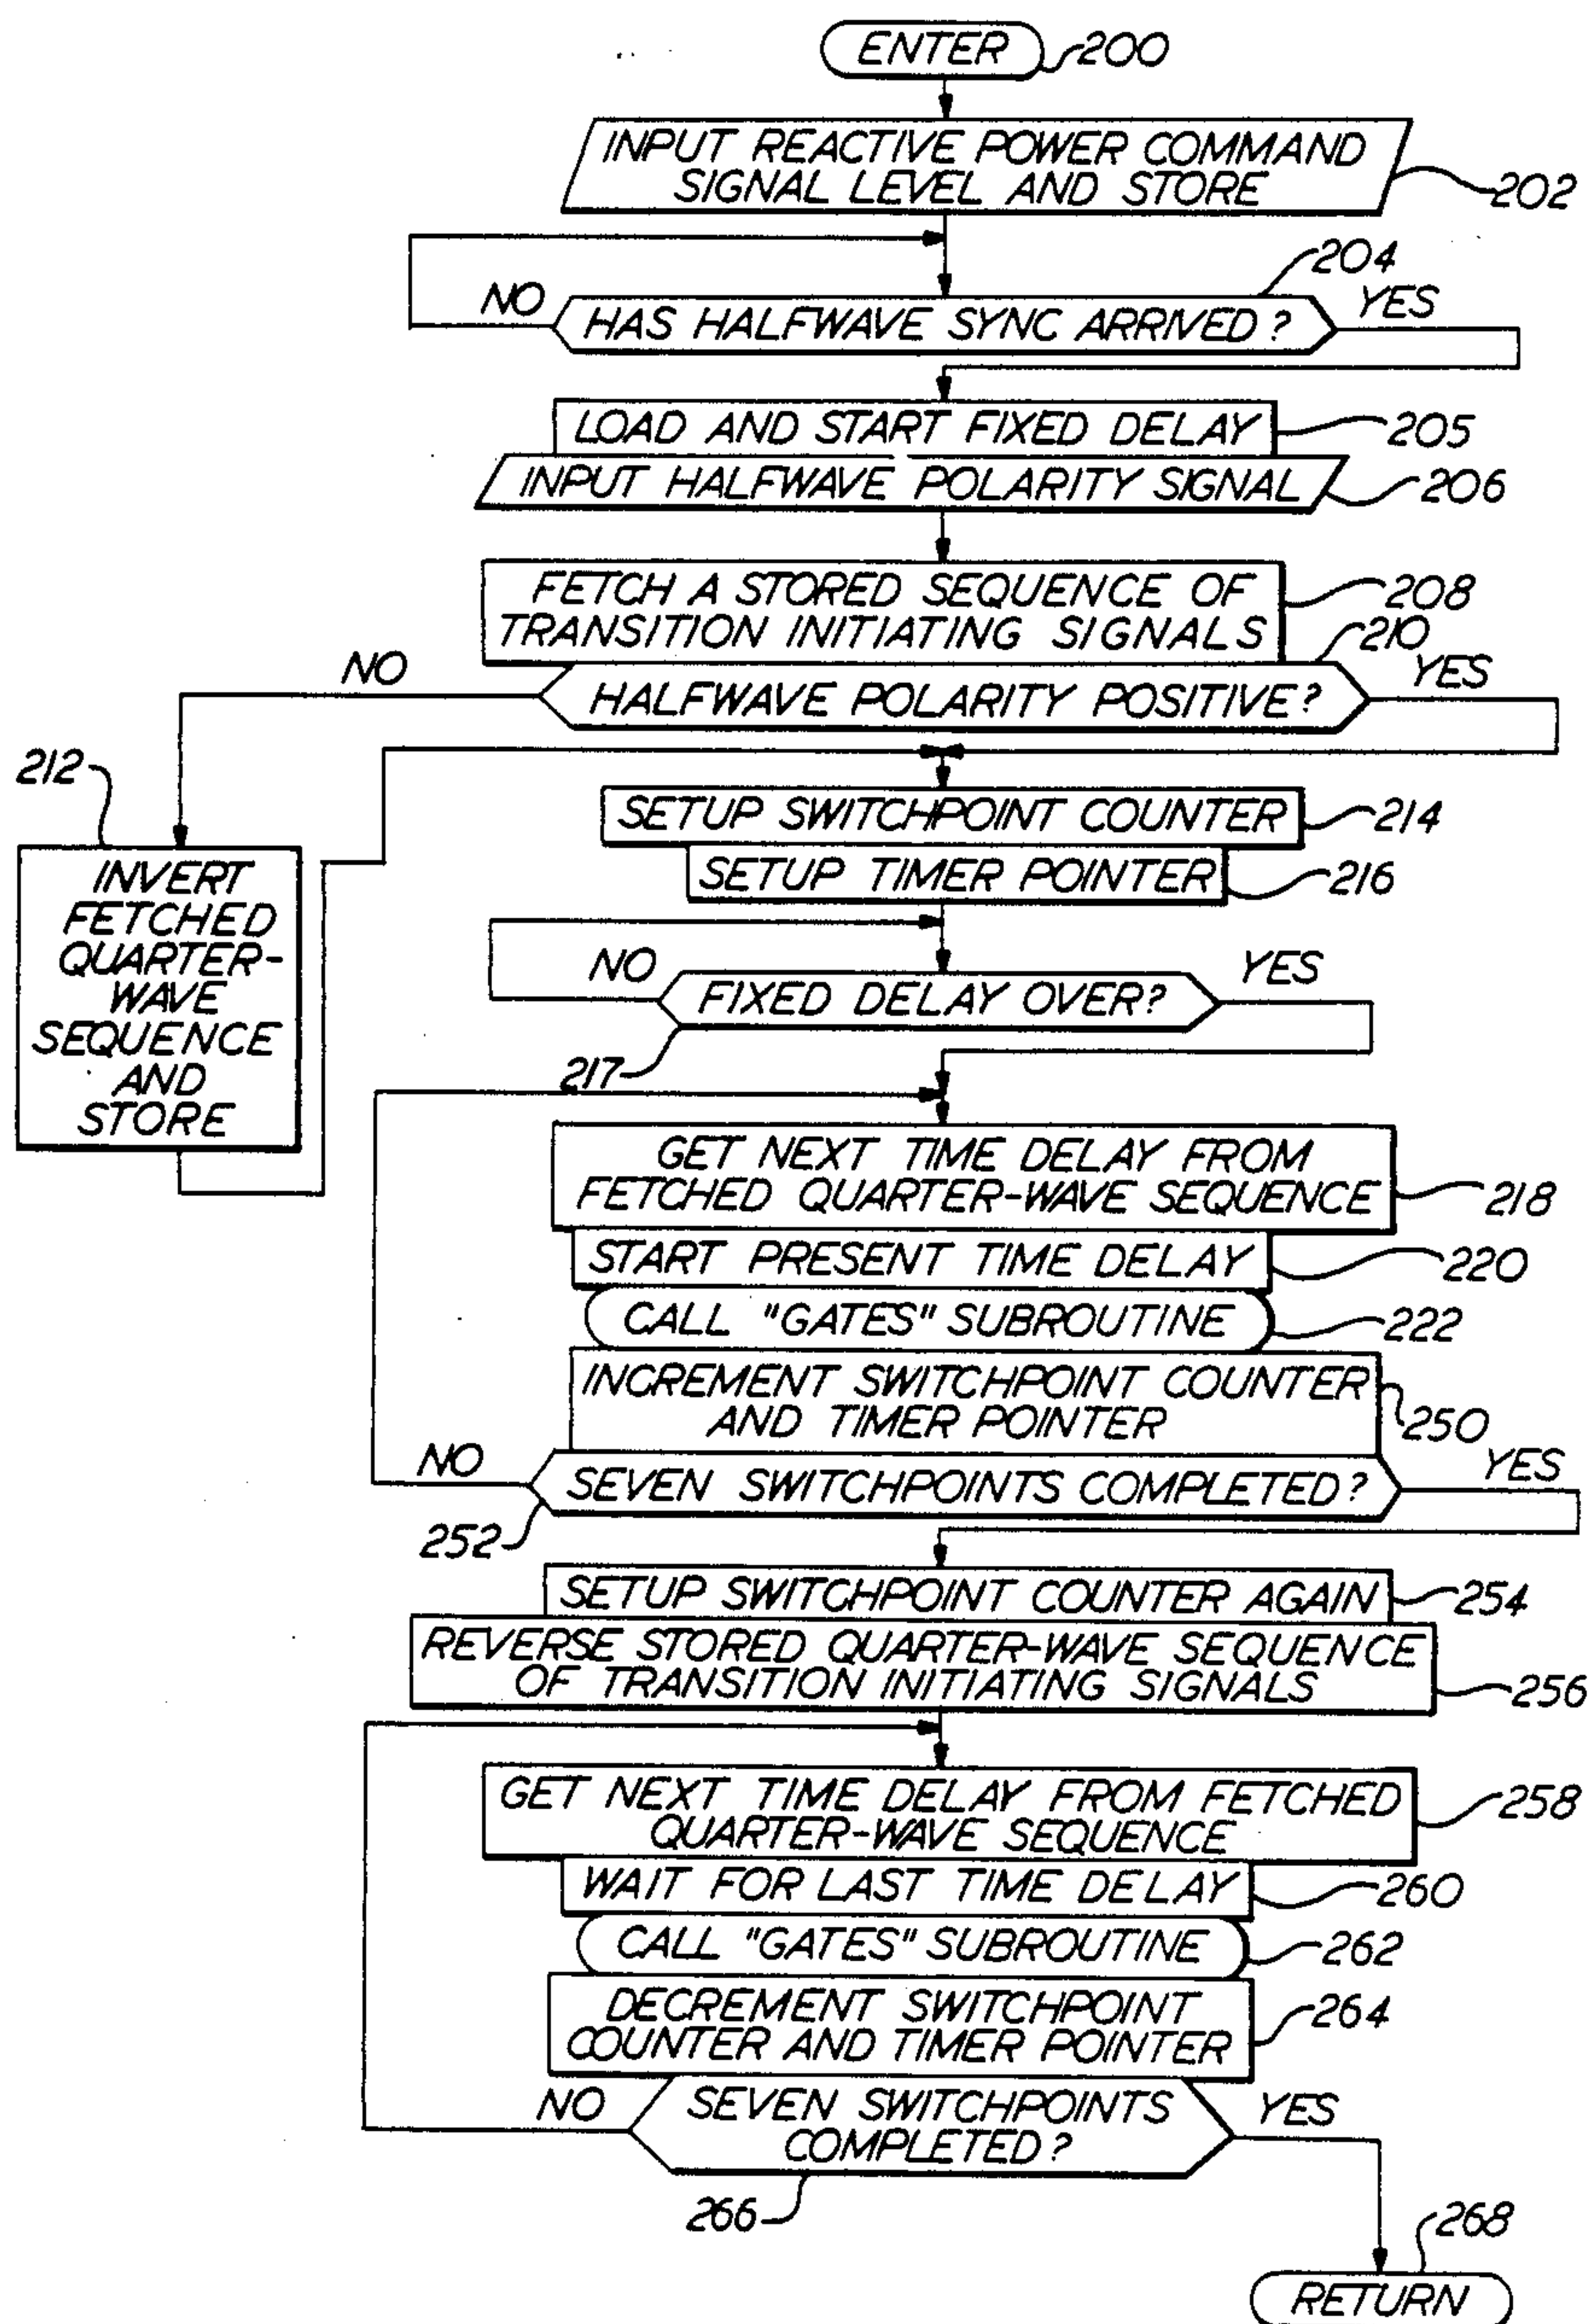 ENTER
200
INPUT REACTIVE POWER COMMAND
SIGNAL LEVEL AND STORE
202
204
NO
HAS HALFWAVE SYNC ARRIVED?
YES
LOAD AND START FIXED DELAY
205
INPUT HALFWAVE POLARITY SIGNAL
206
FETCH A STORED SEQUENCE OF
TRANSITION INITIATING SIGNALS
208
210
NO
HALFWAVE POLARITY POSITIVE?
YES
212
INVERT
FETCHED
QUARTER-
WAVE
SEQUENCE
AND
STORE
SETUP SWITCHPOINT COUNTER
214
SETUP TIMER POINTER
216
NO
FIXED DELAY OVER?
YES
217
GET NEXT TIME DELAY FROM
FETCHED QUARTER-WAVE SEQUENCE
218
START PRESENT TIME DELAY
220
CALL "GATES" SUBROUTINE
222
INCREMENT SWITCHPOINT COUNTER
AND TIMER POINTER
250
NO
SEVEN SWITCHPOINTS COMPLETED?
YES
252
SETUP SWITCHPOINT COUNTER AGAIN
254
REVERSE STORED QUARTER-WAVE SEQUENCE
OF TRANSITION INITIATING SIGNALS
256
GET NEXT TIME DELAY FROM FETCHED
QUARTER-WAVE SEQUENCE
258
WAIT FOR LAST TIME DELAY
260
CALL "GATES" SUBROUTINE
262
DECREMENT SWITCHPOINT
COUNTER AND TIMER POINTER
264
NO
SEVEN SWITCHPOINTS
COMPLETED?
YES
266
268
RETURN